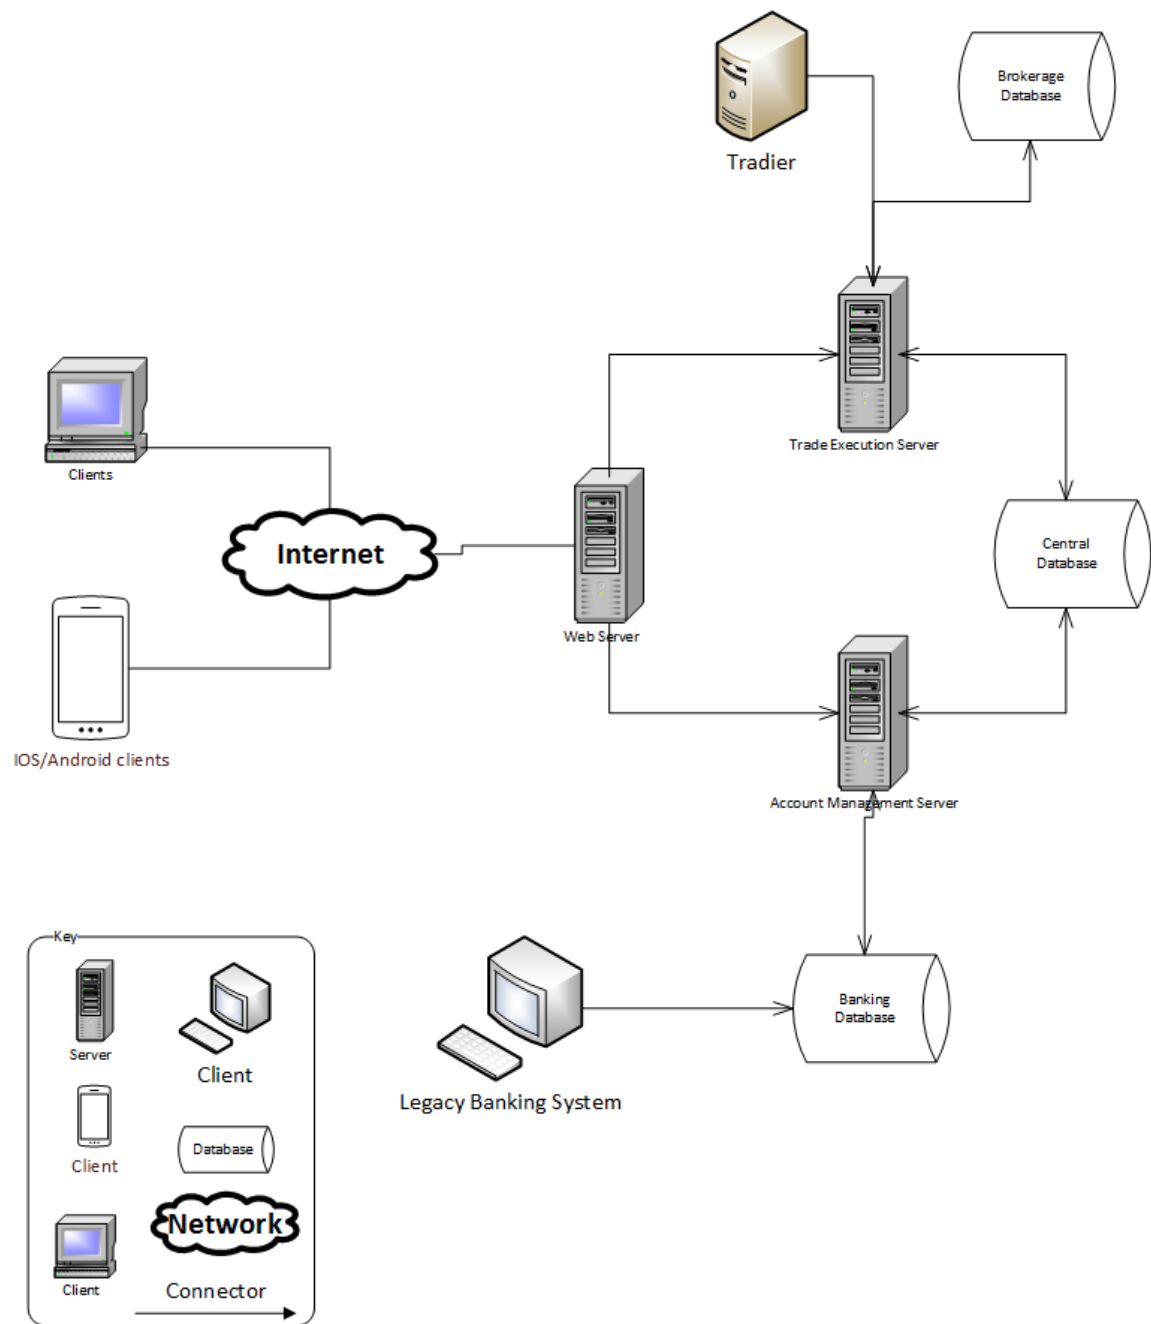 Tradier
Brokerage
Database
Trade Execution Server
Clients
Internet
Web Server
Central
Database
IOS/Android clients
Account Management Server
Banking
Database
Legacy Banking System
Key
Server
Client
Client
Database
Network
Client
Connector